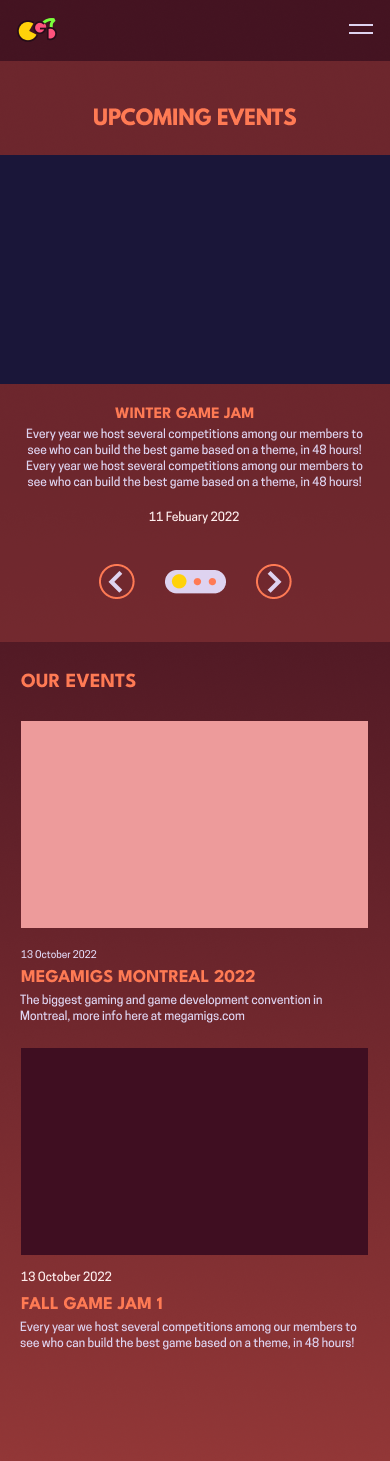 CGD
UPCOMING EVENTS
WINTER GAME JAM
Every year we host several competitions among our members to
see who can build the best game based on a theme, in 48 hours!
Every year we host several competitions among our members to
see who can build the best game based on a theme, in 48 hours!
11 Febuary 2022
OUR EVENTS
13 October 2022
MEGAMIGS MONTREAL 2022
The biggest gaming and game development convention in
Montreal, more info here at megamigs.com
13 October 2022
FALL GAME JAM 1
Every year we host several competitions among our members to
see who can build the best game based on a theme, in 48 hours!